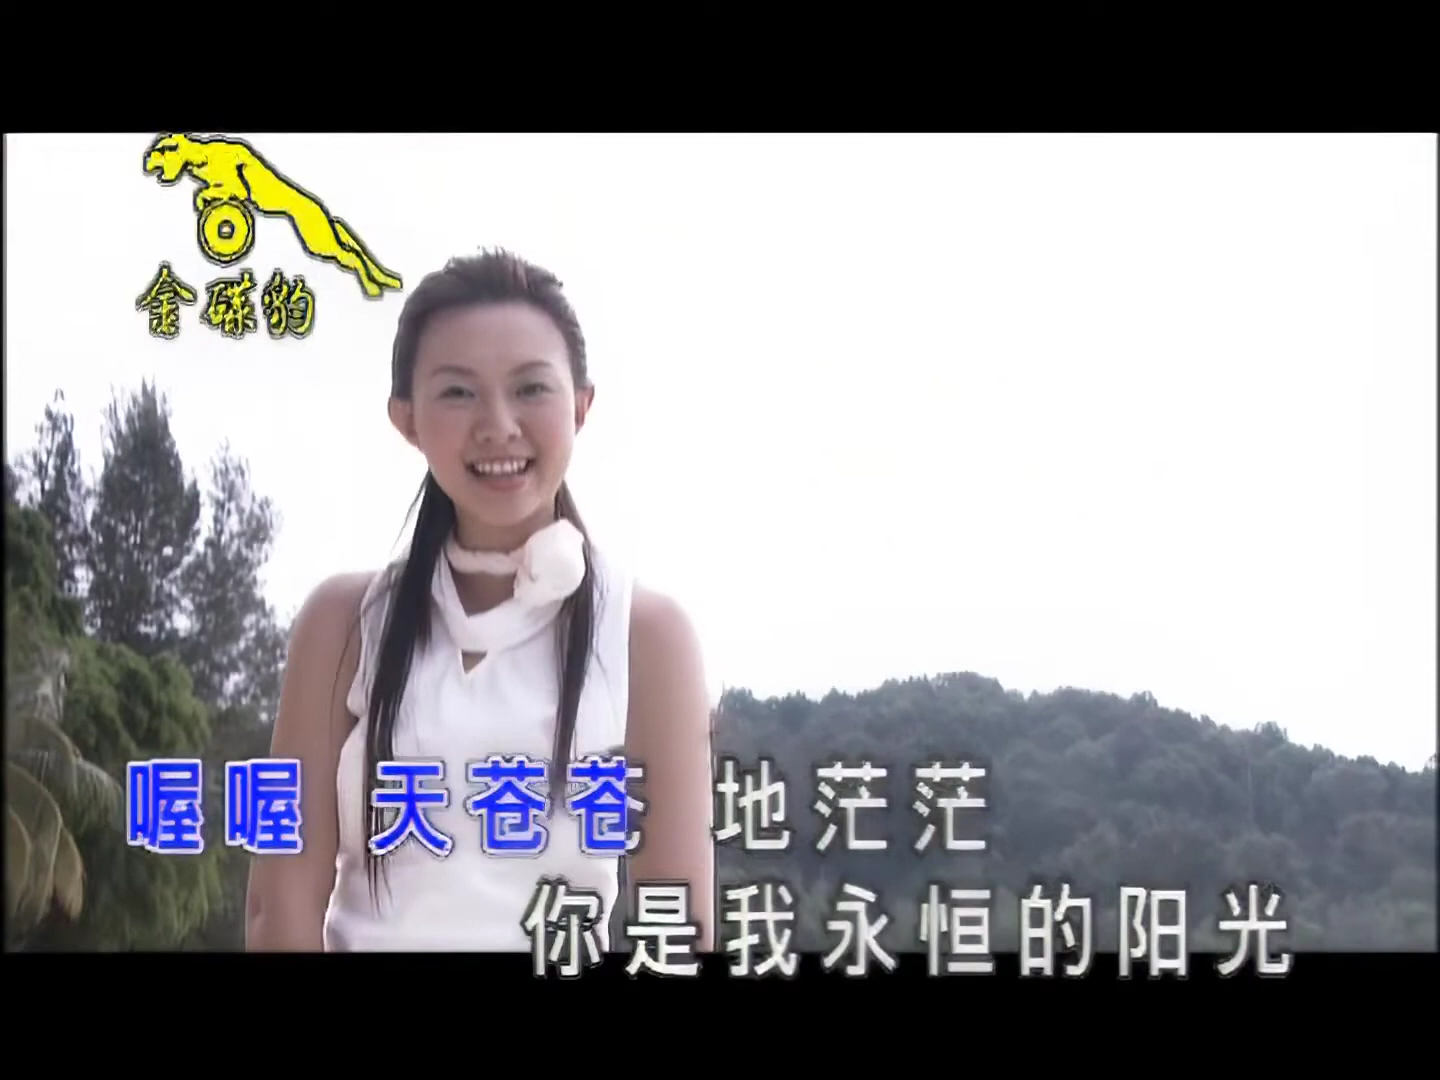 金碟豹
喔喔 天苍苍 地茫茫
你是我永恒的阳光